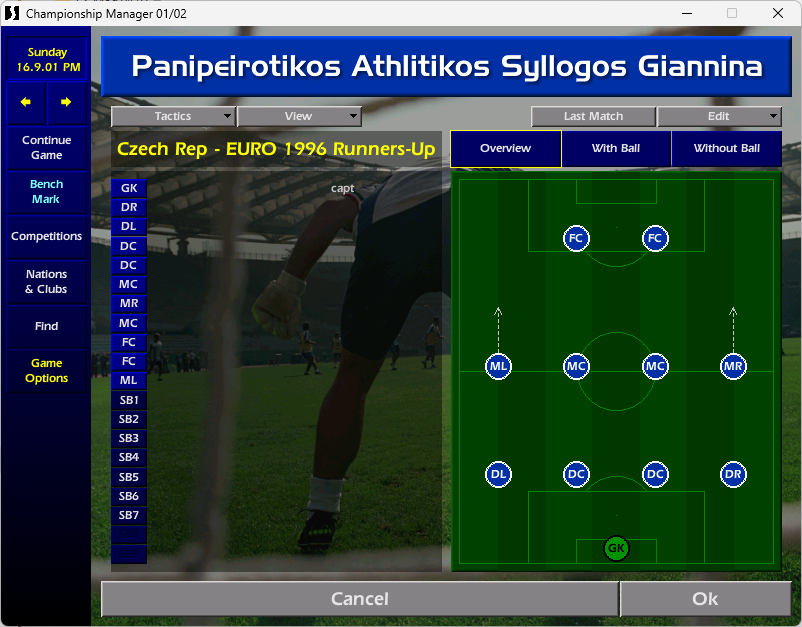 Championship Manager 01/02
Panipeirotikos Athlitikos Syllogos Giannina
Sunday
16.9.01 PM
Continue
Game
Bench
Mark
Competitions
Nations
& Clubs
Find
Game
Options
Tactics
View
Last Match
Edit
Czech Rep - EURO 1996 Runners-Up
Overview
With Ball
Without Ball
GK capt
DR
DL
DC
DC
MC
MR
MC
FC
FC
ML
SB1
SB2
SB3
SB4
SB5
SB6
SB7
FC FC
ML MC MC MR
DL DC DC DR
GK
Cancel
Ok